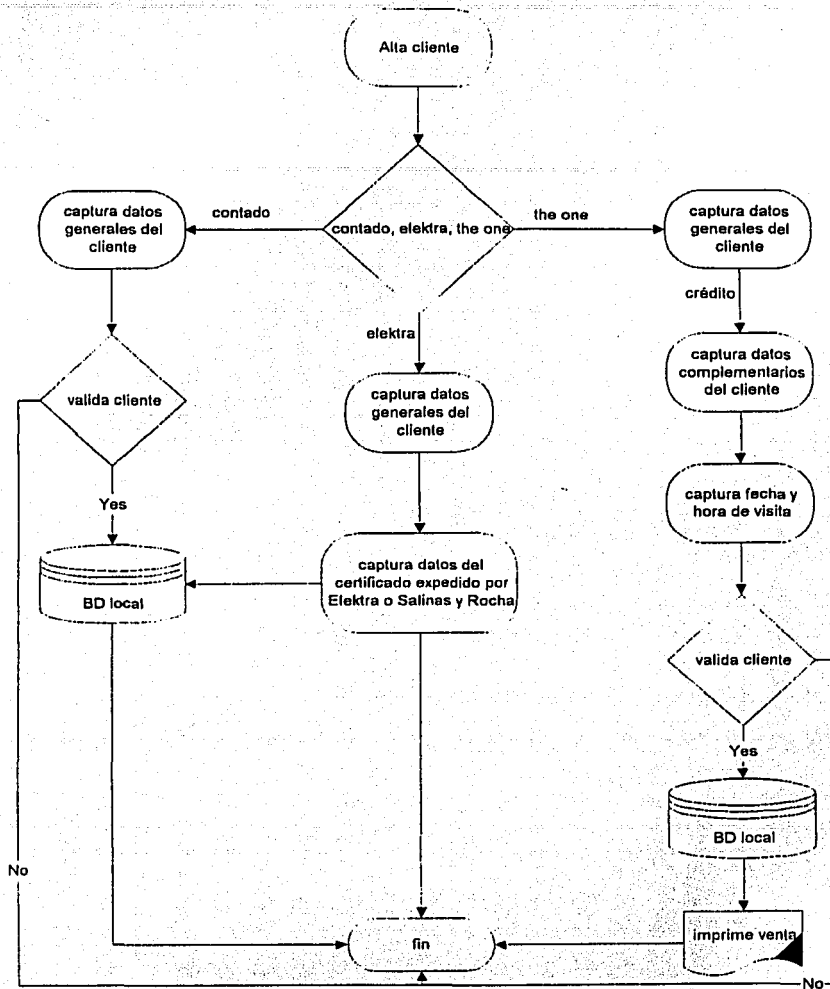 Alta cliente
captura datos
generales del
cliente
contado
contado, elektra, the one
the one
captura datos
generales del
cliente
crédito
elektra
valida cliente
captura datos
generales del
cliente
captura datos
complementarios
del cliente
Yes
captura fecha y
hora de visita
BD local
captura datos del
certificado expedido por
Elektra o Salinas y Rocha
valida cliente
Yes
BD local
No
fin
imprime venta
No